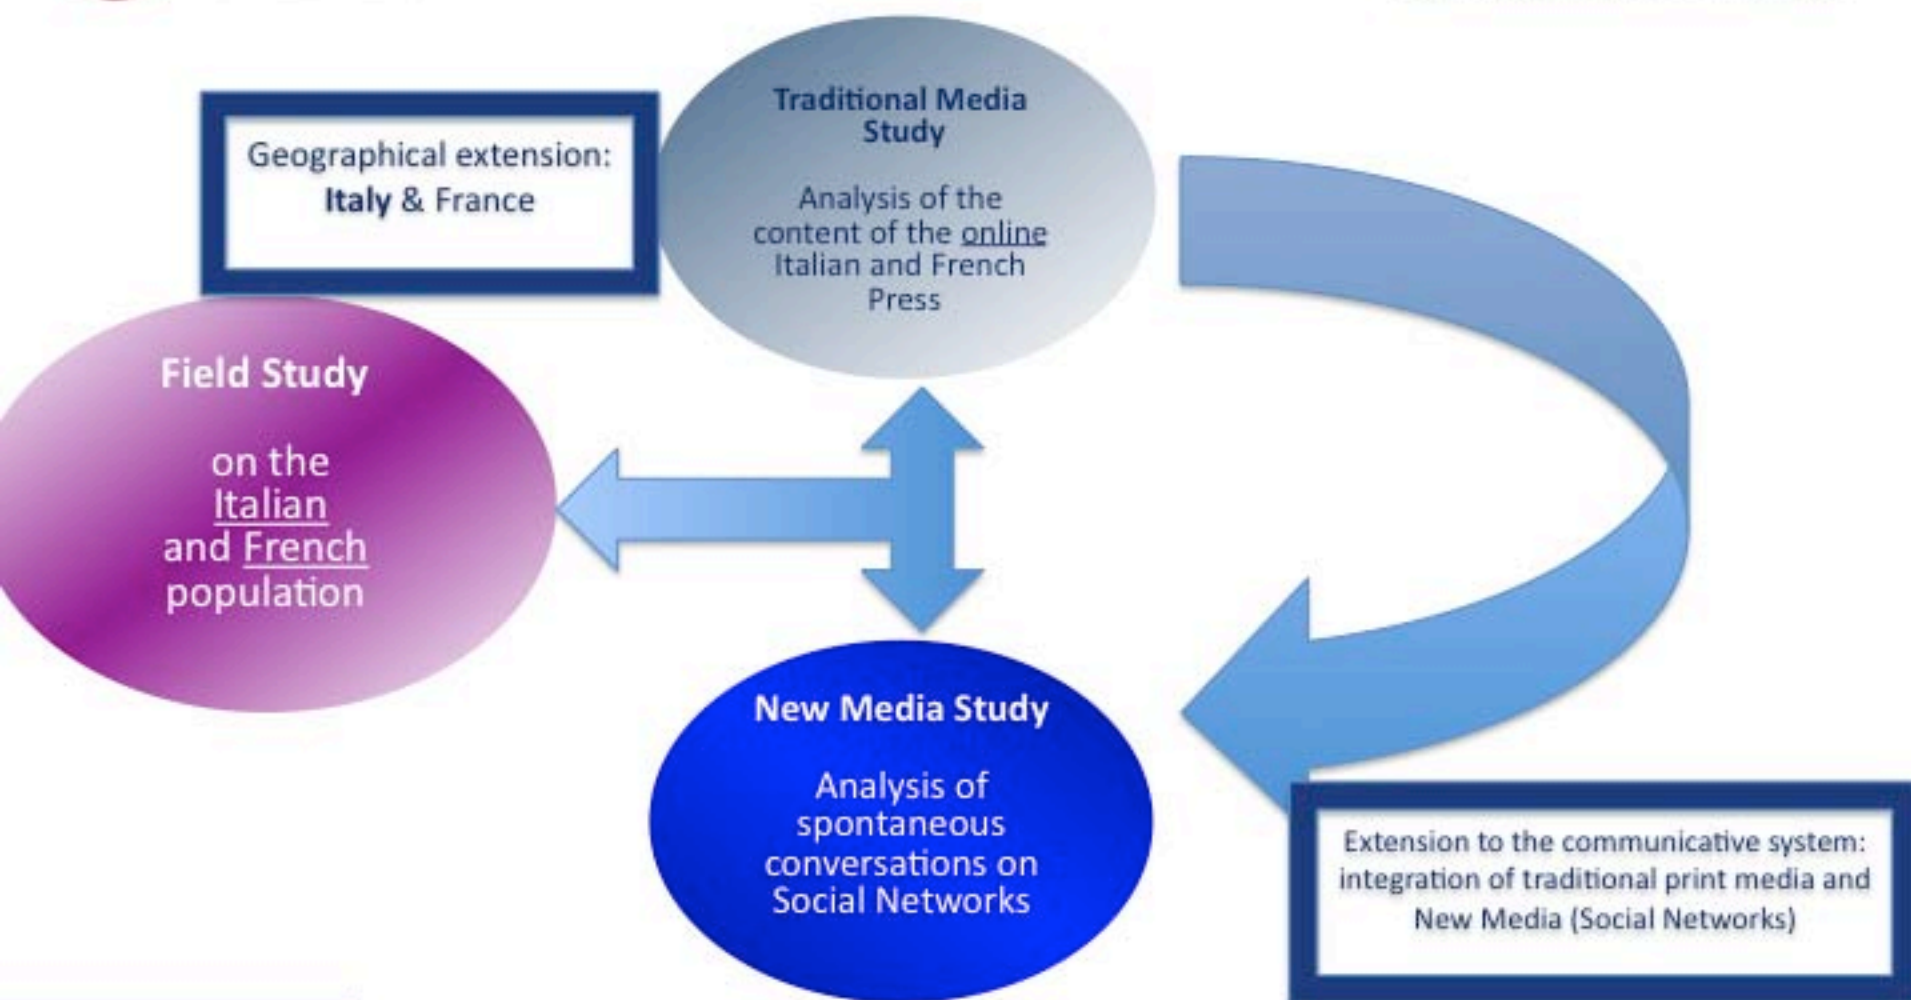 Traditional Media
Study
Analysis of the
content of the online
Italian and French
Press
Geographical extension:
Italy & France
Field Study
on the
Italian
and French
population
New Media Study
Analysis of
spontaneous
conversations on
Social Networks
Extension to the communicative system:
integration of traditional print media and
New Media (Social Networks)